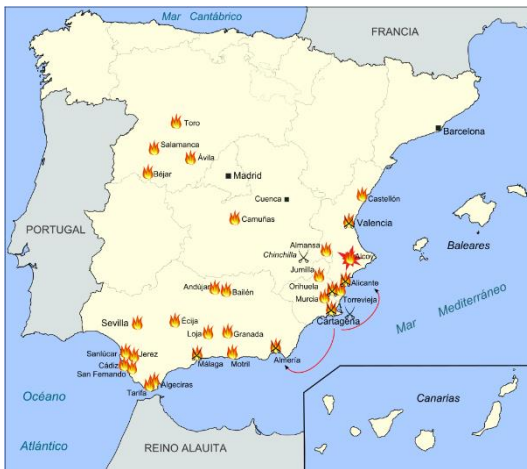 Mar Cantábrico
FRANCIA
Toro
Salamanca
Ávila
Béjar
Madrid
Barcelona
Cuenca
Castellón
Camuñas
Valencia
PORTUGAL
Baleares
Almansa
Chinchilla
Alcoy
Jumilla
Alicante
Orihuela
Andújar
Bailén
Murcia
Torrevieja
Mar Mediterráneo
Cartagena
Sevilla
Écija
Loja
Granada
Sanlúcar
Jerez
Cádiz
San Fernando
Málaga
Motril
Almería
Tarifa
Algeciras
Océano
Atlántico
Canarias
REINO ALAUITA